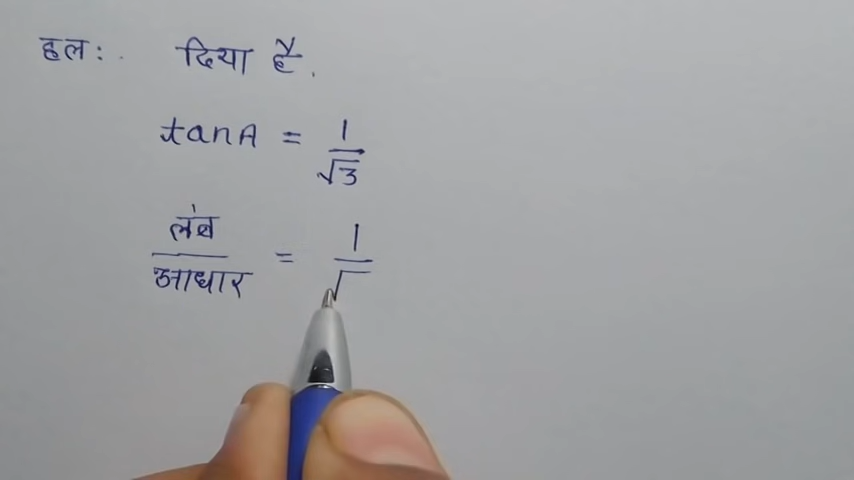 हल:. दिया है.
tanA = 1/√3
लंब/आधार = 1/√